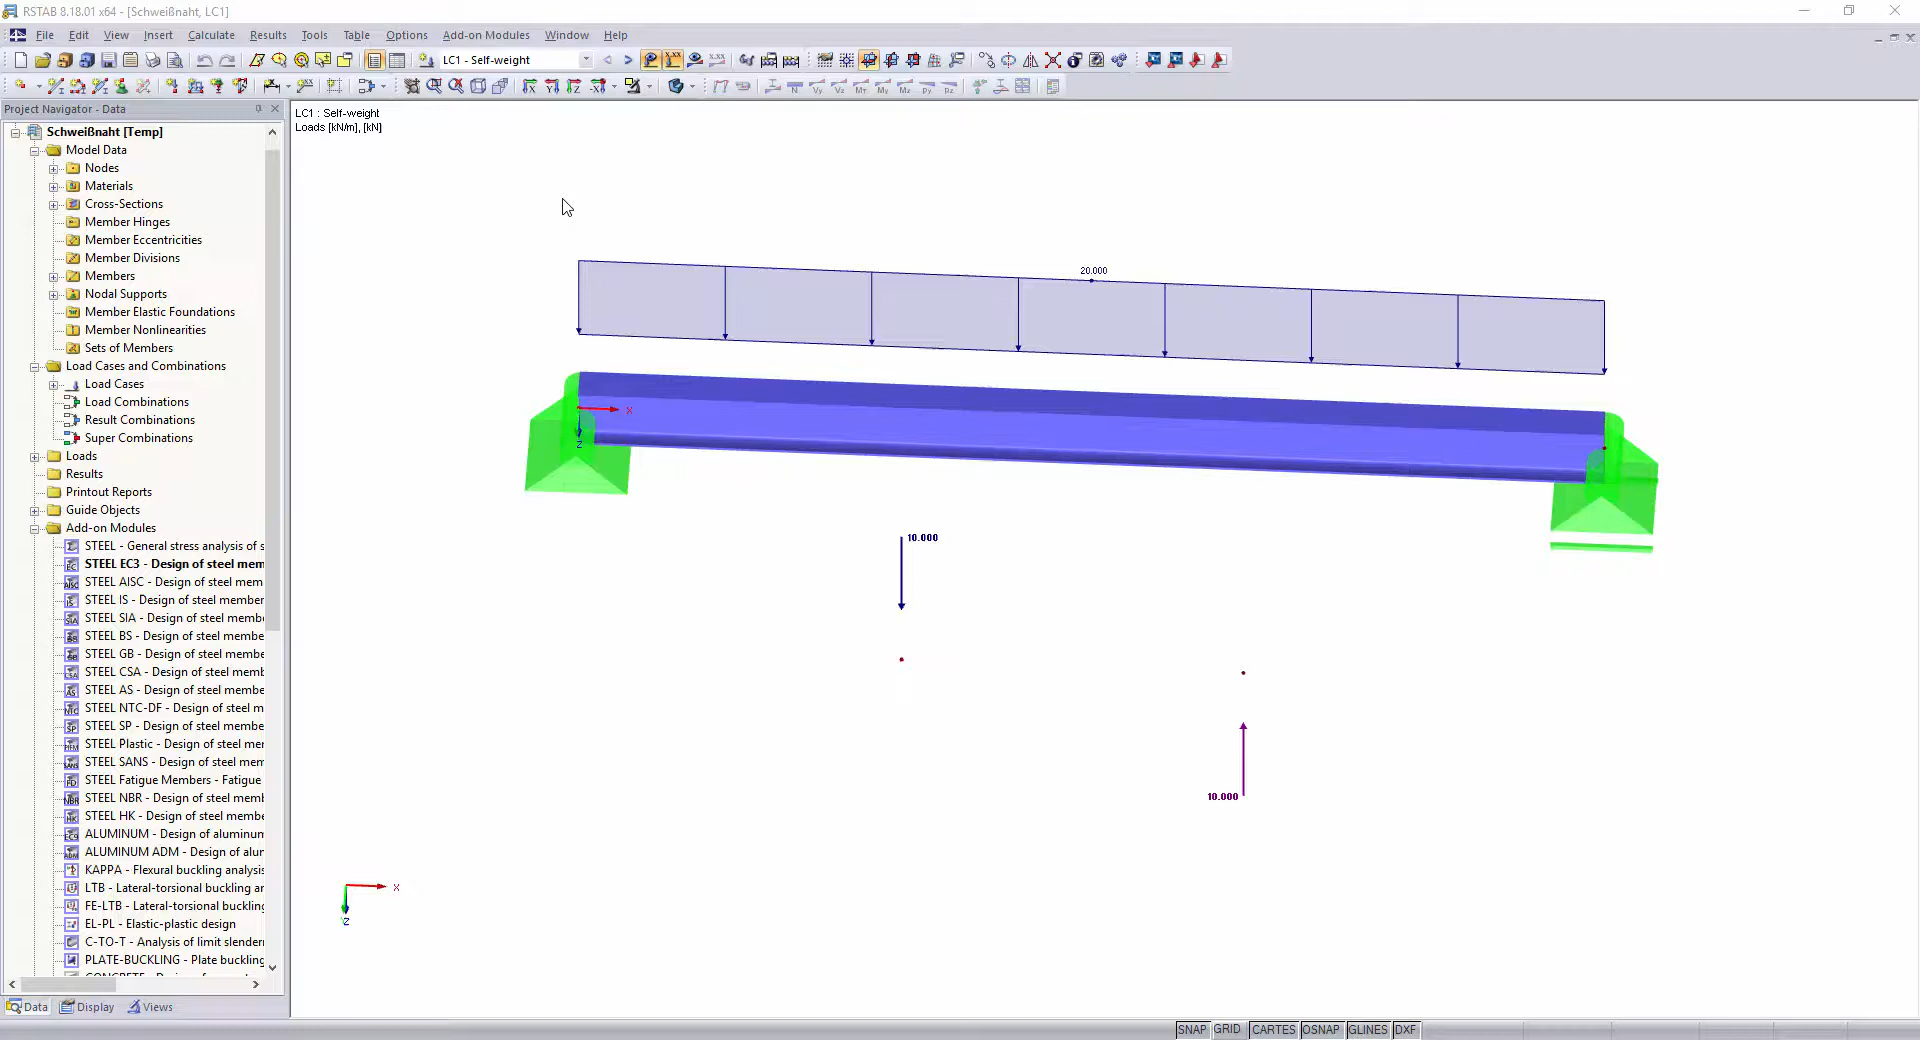 RSTAB 8.18.01 x64 - [Schweißnaht, LC1]
File Edit View Insert Calculate Results Tools Table Options Add-on Modules Window Help
LC1 - Self-weight
Project Navigator - Data
Schweißnaht [Temp]
Model Data
Nodes
Materials
Cross-Sections
Member Hinges
Member Eccentricities
Member Divisions
Members
Nodal Supports
Member Elastic Foundations
Member Nonlinearities
Sets of Members
Load Cases and Combinations
Load Cases
Load Combinations
Result Combinations
Super Combinations
Loads
Results
Printout Reports
Guide Objects
Add-on Modules
STEEL - General stress analysis of s
STEEL EC3 - Design of steel mem
STEEL AISC - Design of steel mem
STEEL IS - Design of steel member
STEEL SIA - Design of steel membe
STEEL BS - Design of steel membe
STEEL GB - Design of steel membe
STEEL CSA - Design of steel memb
STEEL AS - Design of steel membe
STEEL NTC-DF - Design of steel m
STEEL SP - Design of steel membe
STEEL Plastic - Design of steel mer
STEEL SANS - Design of steel mem
STEEL Fatigue Members - Fatigue
STEEL NBR - Design of steel memb
STEEL HK - Design of steel membe
ALUMINUM - Design of aluminum
ALUMINUM ADM - Design of alur
KAPPA - Flexural buckling analysis
LTB - Lateral-torsional buckling ar
FE-LTB - Lateral-torsional buckling
EL-PL - Elastic-plastic design
C-TO-T - Analysis of limit slenderr
PLATE-BUCKLING - Plate buckling
Data Display Views
LC1 : Self-weight
Loads [kN/m], [kN]
20.000
X
Z
10.000
10.000
X
Z
SNAP GRID CARTES OSNAP GLINES DXF